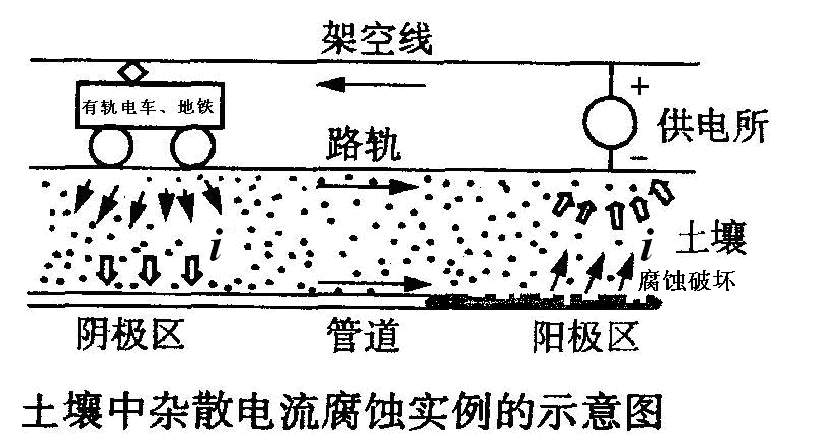 架空线
有轨电车、地铁
+
供电所
路轨
−
i
i 土壤
腐蚀破坏
阴极区 管道 阳极区
土壤中杂散电流腐蚀实例的示意图